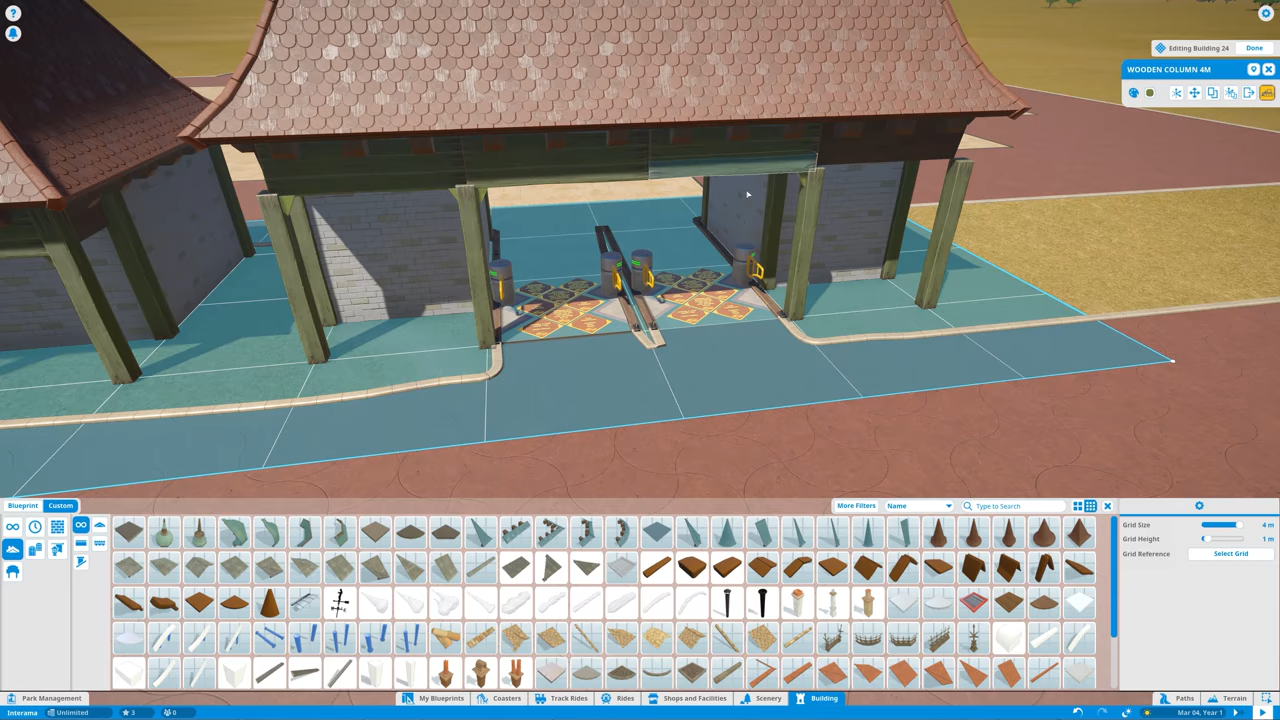 ?
Editing Building 24 Done
WOODEN COLUMN 4M
Blueprint Custom More Filters Name Type to Search
Grid Size 4 m
Grid Height 1 m
Grid Reference Select Grid
Park Management My Blueprints Coasters Track Rides Rides Shops and Facilities Scenery Building Paths Terrain
Interama Unlimited 3 0 Mar 04, Year 1